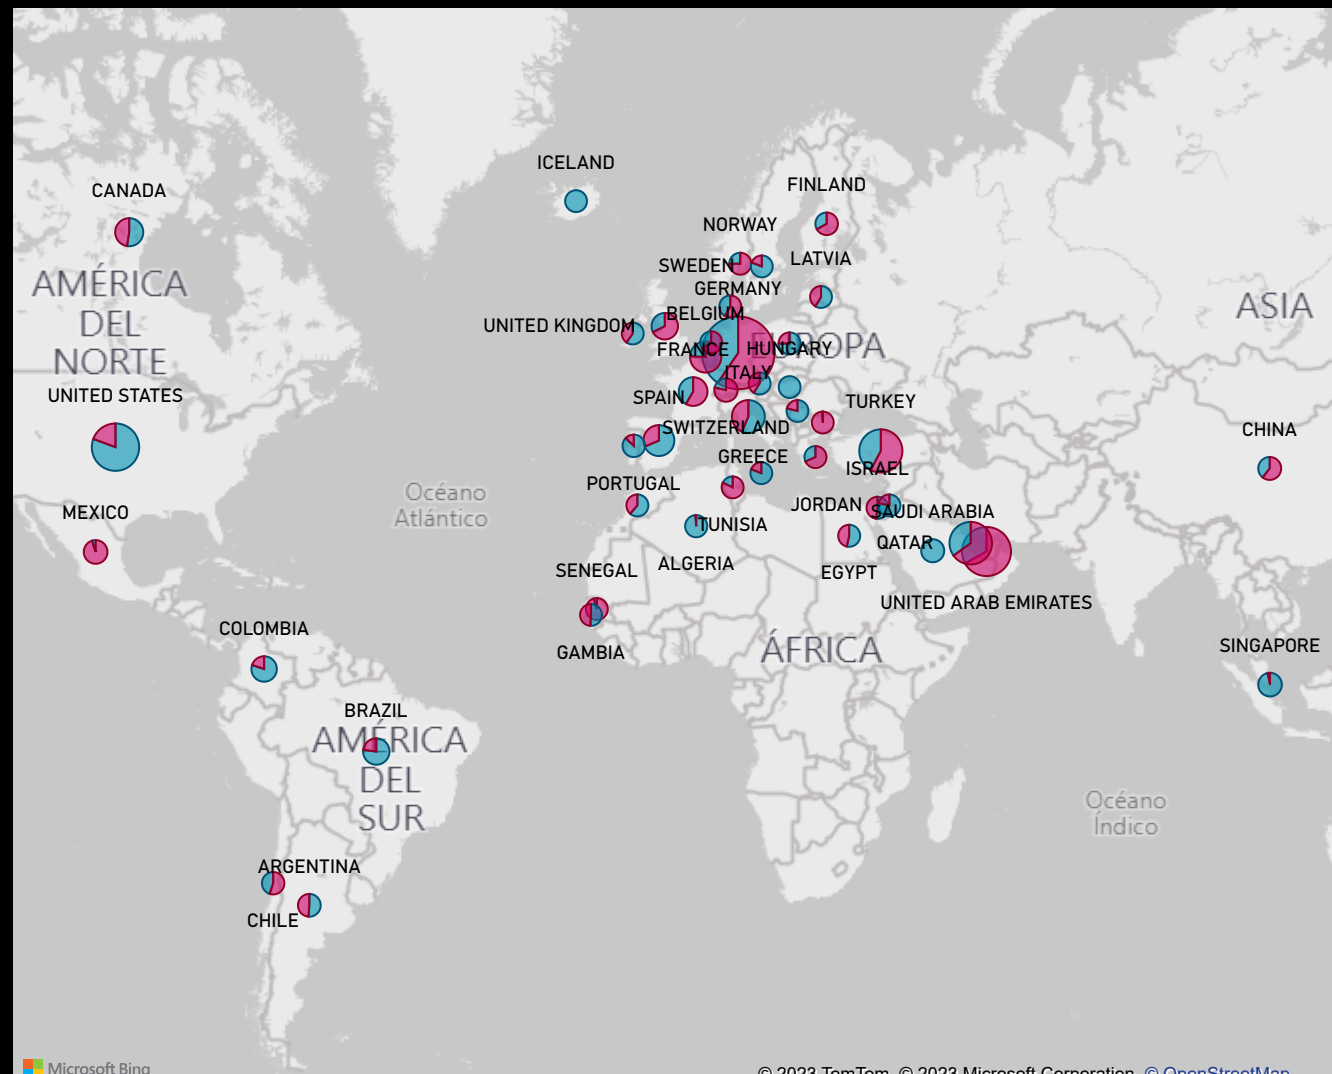 ICELAND
FINLAND
CANADA
NORWAY
LATVIA
SWEDEN
AMÉRICA
DEL
NORTE
GERMANY
ASIA
BELGIUM
UNITED KINGDOM
EUROPA
FRANCE
HUNGARY
ITALY
UNITED STATES
SPAIN
TURKEY
SWITZERLAND
CHINA
GREECE
ISRAEL
PORTUGAL
Océano
Atlántico
JORDAN
SAUDI ARABIA
MEXICO
TUNISIA
QATAR
ALGERIA
SENEGAL
EGYPT
UNITED ARAB EMIRATES
COLOMBIA
GAMBIA
ÁFRICA
SINGAPORE
BRAZIL
AMÉRICA
DEL
SUR
Océano
Índico
ARGENTINA
CHILE
Microsoft Bing
© 2023 TomTom, © 2023 Microsoft Corporation, © OpenStreetMap